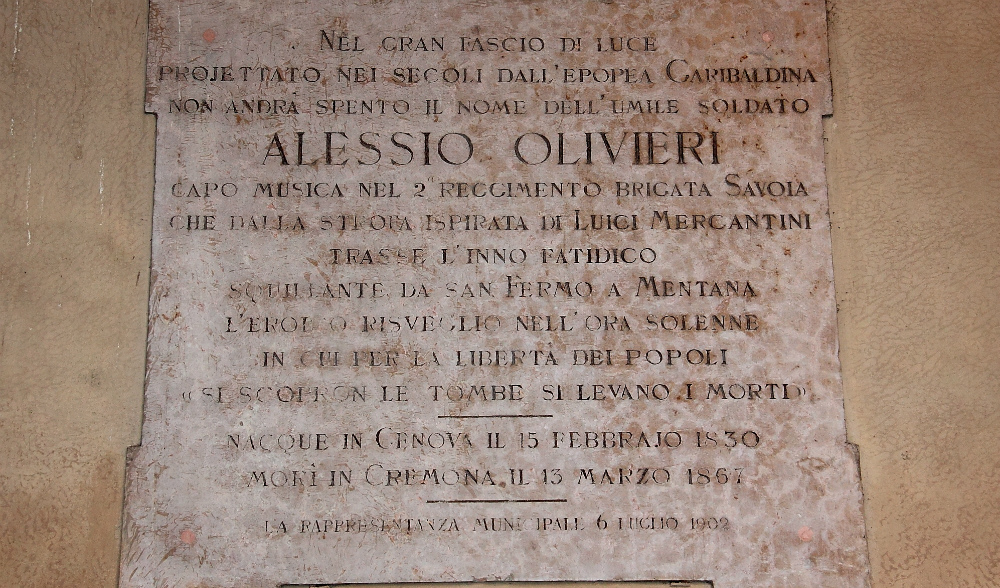 NEL GRAN FASCIO DI LUCE
PROJETTATO NEI SECOLI DALL'EPOPEA GARIBALDINA
NON ANDRÀ SPENTO IL NOME DELL'UMILE SOLDATO
ALESSIO OLIVIERI
CAPO MUSICA NEL 2° REGGIMENTO BRIGATA SAVOIA
CHE DALLA STROFA ISPIRATA DI LUIGI MERCANTINI
TRASSE L'INNO FATIDICO
SQUILLANTE DA SAN FERMO A MENTANA
L'EROICO RISVEGLIO NELL'ORA SOLENNE
IN CUI PER LA LIBERTÀ DEI POPOLI
«SI SCOPRON LE TOMBE SI LEVANO I MORTI»
NACQUE IN GENOVA IL 15 FEBBRAJO 1830
MORÌ IN CREMONA IL 13 MARZO 1867
LA RAPPRESENTANZA MUNICIPALE 6 LUGLIO 1902